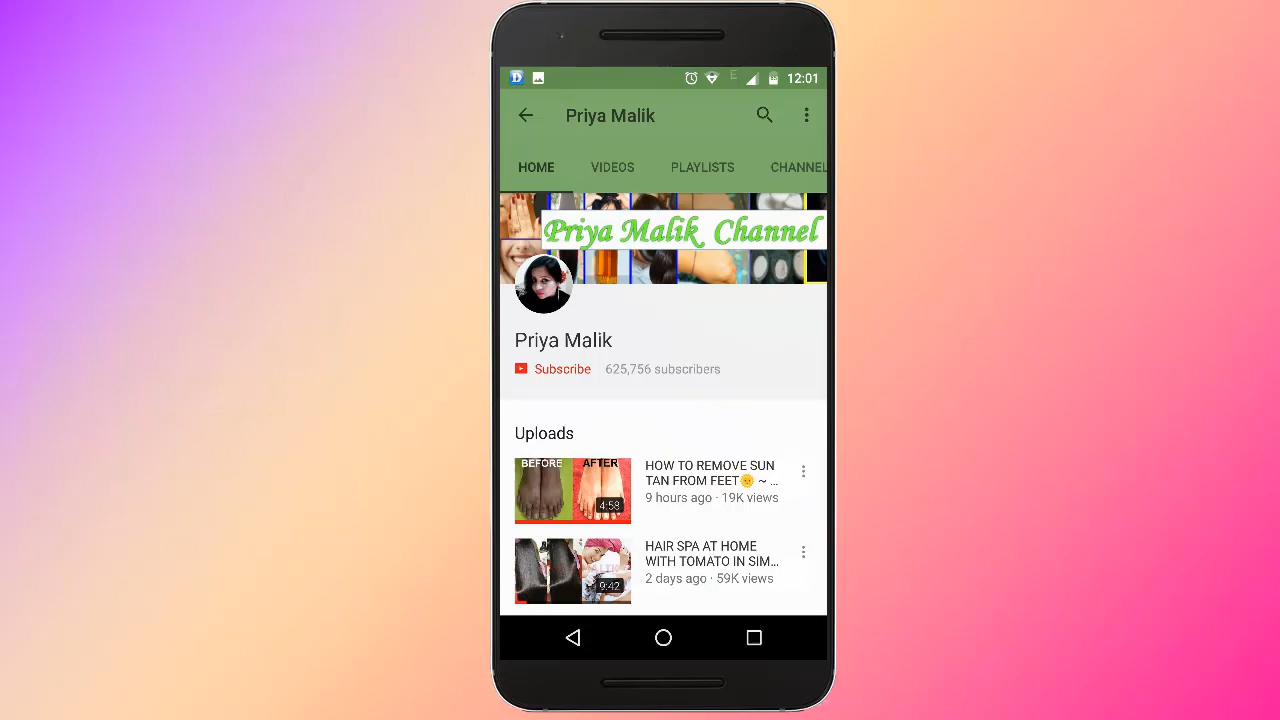 D
E
12:01
Priya Malik
HOME
VIDEOS
PLAYLISTS
CHANNEL
Priya Malik Channel
Priya Malik
Subscribe
625,756 subscribers
Uploads
BEFORE
AFTER
4:58
HOW TO REMOVE SUN
TAN FROM FEET🌞 ~ ...
9 hours ago · 19K views
9:42
HAIR SPA AT HOME
WITH TOMATO IN SIM...
2 days ago · 59K views